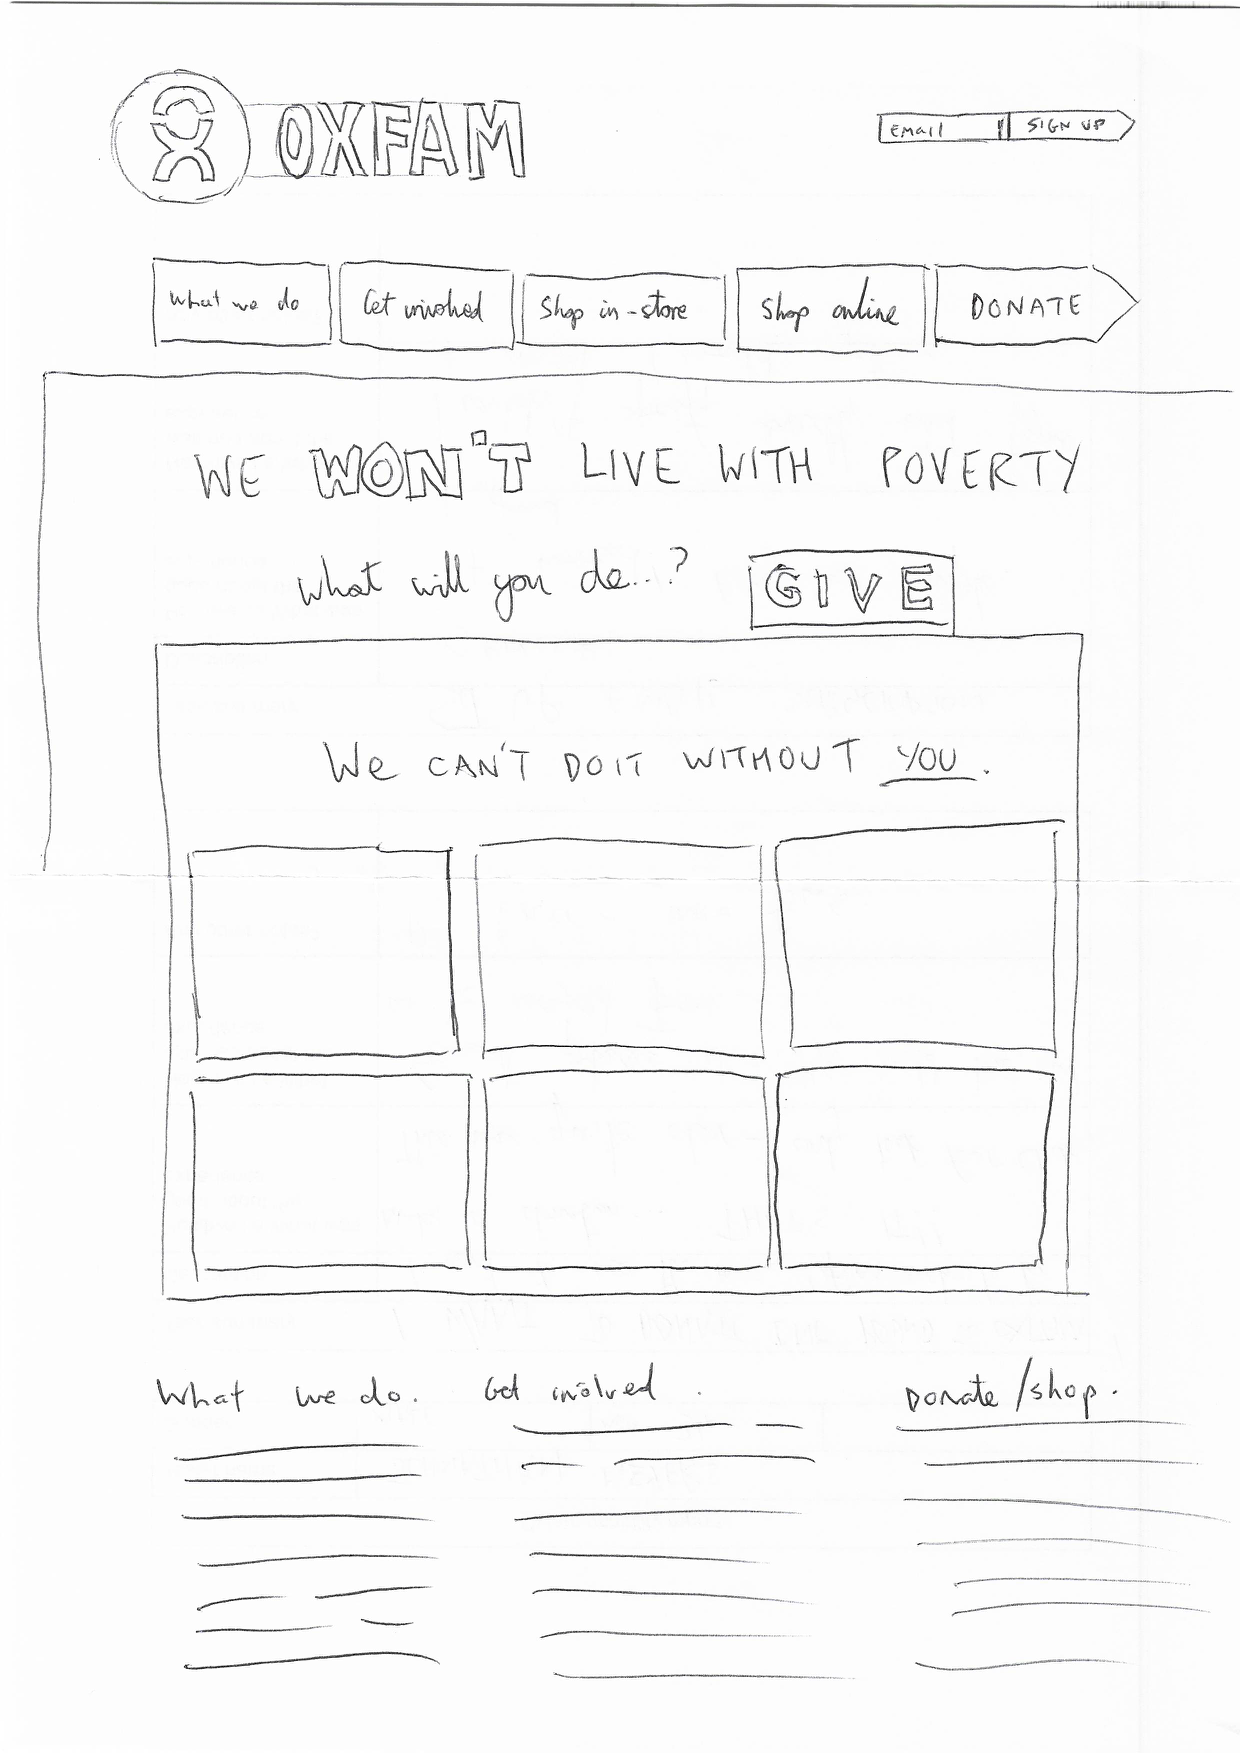 OXFAM
Email SIGN UP
What we do Get involved Shop in-store Shop online DONATE
WE WON'T LIVE WITH POVERTY
what will you do...? GIVE
We CAN'T DO IT WITHOUT YOU.
What we do. Get involved. Donate/shop.